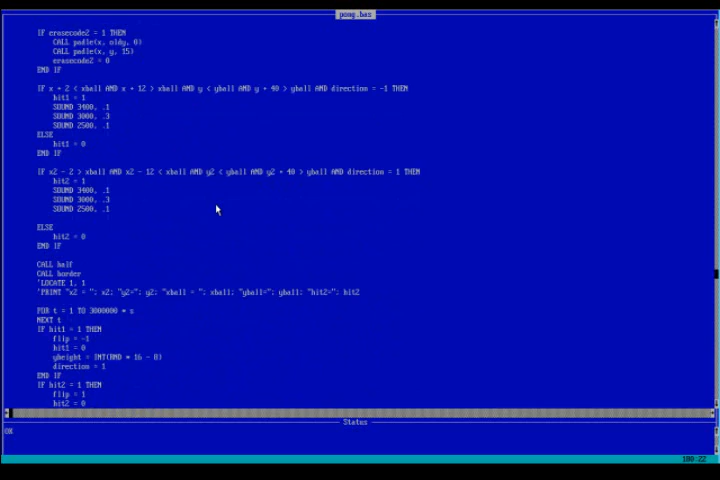 pong.bas
IF erasecode2 = 1 THEN
CALL padle(x, oldy, 0)
CALL padle(x, y, 15)
erasecode2 = 0
END IF
IF x + 2 < xball AND x + 12 > xball AND y < yball AND y + 40 > yball AND direction = -1 THEN
hit1 = 1
SOUND 3400, .1
SOUND 3000, .3
SOUND 2500, .1
ELSE
hit1 = 0
END IF
IF x2 - 2 > xball AND x2 - 12 < xball AND y2 < yball AND y2 + 40 > yball AND direction = 1 THEN
hit2 = 1
SOUND 3400, .1
SOUND 3000, .3
SOUND 2500, .1
ELSE
hit2 = 0
END IF
CALL half
CALL border
'LOCATE 1, 1
'PRINT "x2 = "; x2; "y2="; y2; "xball = "; xball; "yball="; yball; "hit2="; hit2
FOR t = 1 TO 3000000 * s
NEXT t
IF hit1 = 1 THEN
flip = -1
hit1 = 0
yheight = INT(RND * 16 - 8)
direction = 1
END IF
IF hit2 = 1 THEN
flip = 1
hit2 = 0
Status
OK
180:22